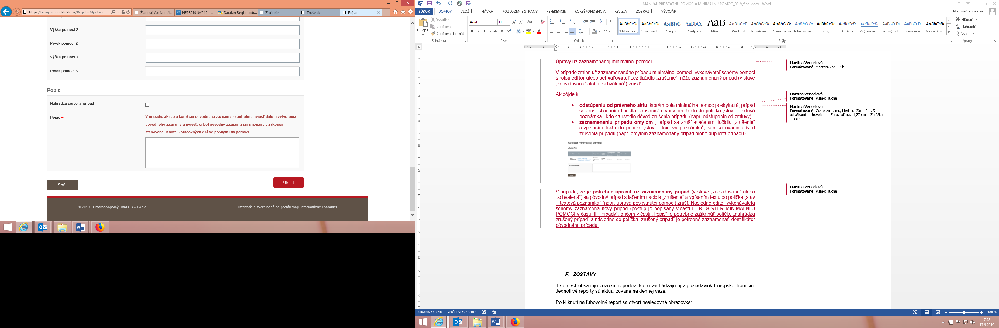 https://sempsecure.kti2dc.sk/RegisterMp/Case
Žiadosti Aktívne ži...
NFP301010Y210 - ...
Datalan Registratúr...
Zrušenie
Zrušenie
Prípad
Výška pomoci 2
Prvok pomoci 2
Výška pomoci 3
Prvok pomoci 3
Popis
Nahrádza zrušený prípad
Popis +
V prípade, ak ide o korekciu pôvodného záznamu je potrebné uviesť dátum vytvorenia
pôvodného záznamu a uviesť, či bol pôvodný záznam zaznamenaný v zákonom
stanovenej lehote 5 pracovných dní od poskytnutia pomoci
Späť
Uložiť
© 2019 - Protimonopolný úrad SR v.1.6.0.0
Informácie zverejnené na portáli majú informatívny charakter.
MANUÁL PRE ŠTÁTNU POMOC A MINIMÁLNU POMOC_2019_final.docx - Word
SÚBOR DOMOV VLOŽIŤ NÁVRH ROZLOŽENIE STRANY REFERENCIE KOREŠPONDENCIA REVÍZIA ZOBRAZIŤ VÝVOJÁR
Martina Vencelová
Prilepiť
Vystrihnúť
Kopírovať
Kopírovať formát
Schránka
Arial 11
Písmo
Odsek
AaBbCcDc AaBbCcDc AaBbC AaBbCcI AaB AaBbCcD AaBbCcDc AaBbCcDc AaBbCcDc AaBbCcDc AaBbCcDc AaBbCcDc AaBbCcDc AaBbCcDc AaBbCcDc
¶ Normálny ¶ Bez riad... Nadpis 1 Nadpis 2 Názov Podtitul Jemné zvý... Zvýraznenie Intenzívne... Silný Citácia Zvýraznen... Jemný od... Intenzívny... Názov kni...
Štýly
Hľadať
Nahradiť
Vybrať
Úpravy
Úpravy už zaznamenanej minimálnej pomoci
V prípade zmien už zaznamenaného prípadu minimálnej pomoci, vykonávateľ schémy pomoci
s rolou editor alebo schvaľovateľ cez tlačidlo „zrušenie“ môže zaznamenaný prípad (v stave
„zaevidovaná“ alebo „schválená“) zrušiť.
Ak dôjde k:
• odstúpeniu od právneho aktu, ktorým bola minimálna pomoc poskytnutá, prípad
sa zruší stlačením tlačidla „zrušenie“ a vpísaním textu do políčka „stav – textová
poznámka“, kde sa uvedie dôvod zrušenia prípadu (napr. odstúpenie od zmluvy),
• zaznamenaniu prípadu omylom , prípad sa zruší stlačením tlačidla „zrušenie“
a vpísaním textu do políčka „stav – textová poznámka“, kde sa uvedie dôvod
zrušenia prípadu (napr. omylom zaznamenaný prípad alebo duplicita prípadu).
Register minimálnej pomoci
Zrušenie
V prípade, že je potrebné upraviť už zaznamenaný prípad (v stave „zaevidovaná“ alebo
„schválená“) sa pôvodný prípad stlačením tlačidla „zrušenie“ a vpísaním textu do políčka „stav
– textová poznámka“ (napr. úprava poskytnutej pomoci) zruší. Následne editor vykonávateľa
schémy zaznamená nový prípad (postup je popísaný v časti E. REGISTER MINIMÁLNEJ
POMOCI v časti III. Prípady), pričom v časti „Popis“ je potrebné zaškrtnúť políčko „nahrádza
zrušený prípad“ a následne do políčka „zrušený prípad“ je potrebné zaznamenať identifikátor
pôvodného prípadu.
F. ZOSTAVY
Táto časť obsahuje zoznam reportov, ktoré vychádzajú aj z požiadaviek Európskej komisie.
Jednotlivé reporty sú aktualizované na dennej váze.
Po kliknutí na ľubovoľný report sa otvorí nasledovná obrazovka:
Martina Vencelová
Formátované: Medzera Za: 12 b
Martina Vencelová
Formátované: Písmo: Tučné
Martina Vencelová
Formátované: Odsek zoznamu, Medzera Za: 12 b, S
odrážkami + Úroveň: 1 + Zarovnať na: 1,27 cm + Zarážka:
1,9 cm
Martina Vencelová
Formátované: Písmo: Tučné
STRANA 16 Z 18 POČET SLOV: 5187
108 %
7:52
17.9.2019